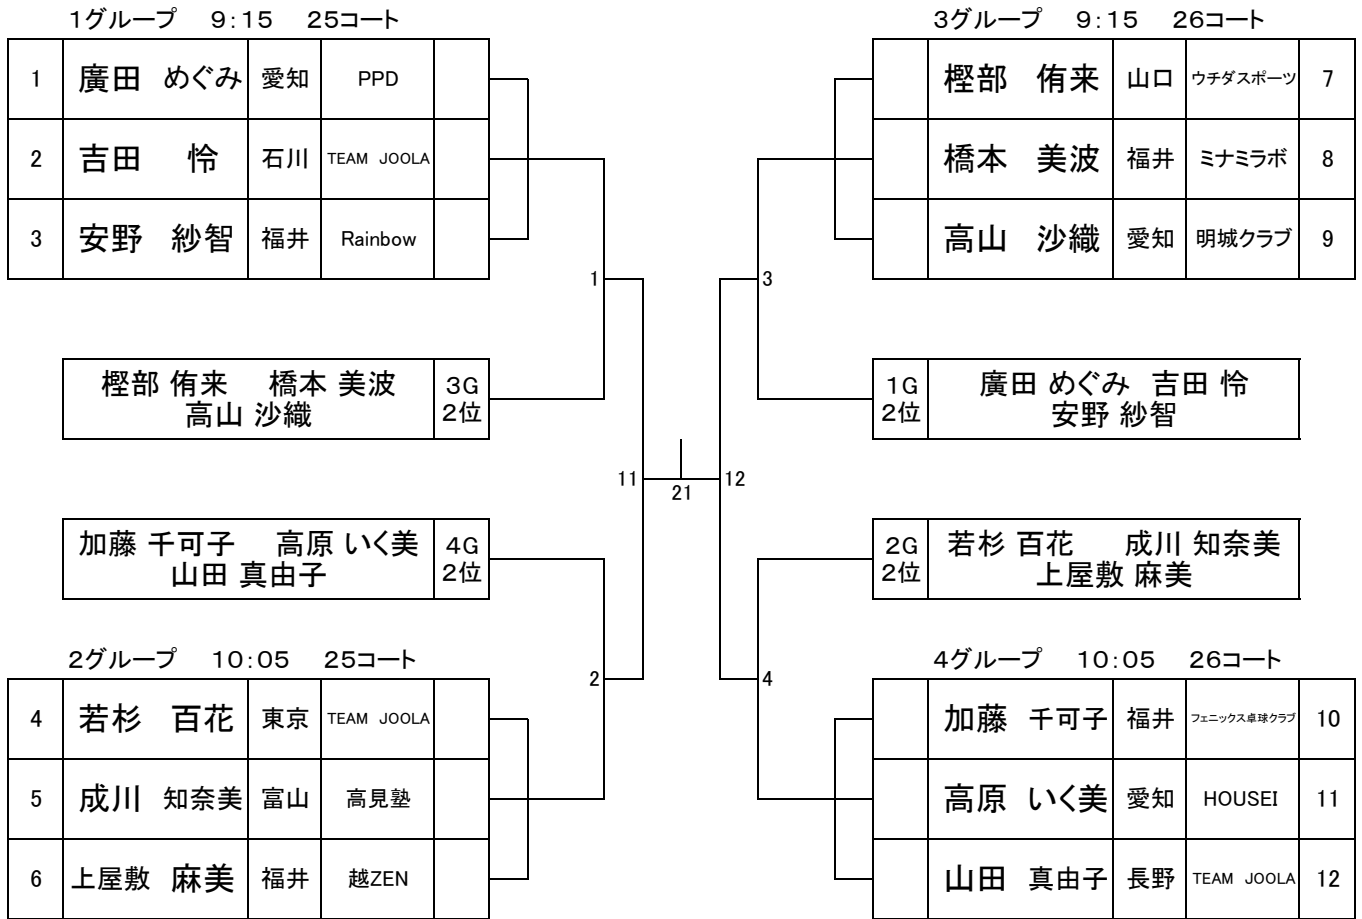 1グループ 9:15 25コート
1 廣田 めぐみ 愛知 PPD
2 吉田 怜 石川 TEAM JOOLA
3 安野 紗智 福井 Rainbow
1
樫部 侑来 橋本 美波
高山 沙織
3G
2位
加藤 千可子 高原 いく美
山田 真由子
4G
2位
2グループ 10:05 25コート
2
4 若杉 百花 東京 TEAM JOOLA
5 成川 知奈美 富山 高見塾
6 上屋敷 麻美 福井 越ZEN
11
21
12
3グループ 9:15 26コート
樫部 侑来 山口 ウチダスポーツ 7
橋本 美波 福井 ミナミラボ 8
高山 沙織 愛知 明城クラブ 9
3
1G
2位
廣田 めぐみ 吉田 怜
安野 紗智
2G
2位
若杉 百花 成川 知奈美
上屋敷 麻美
4グループ 10:05 26コート
4
加藤 千可子 福井 フェニックス卓球クラブ 10
高原 いく美 愛知 HOUSEI 11
山田 真由子 長野 TEAM JOOLA 12